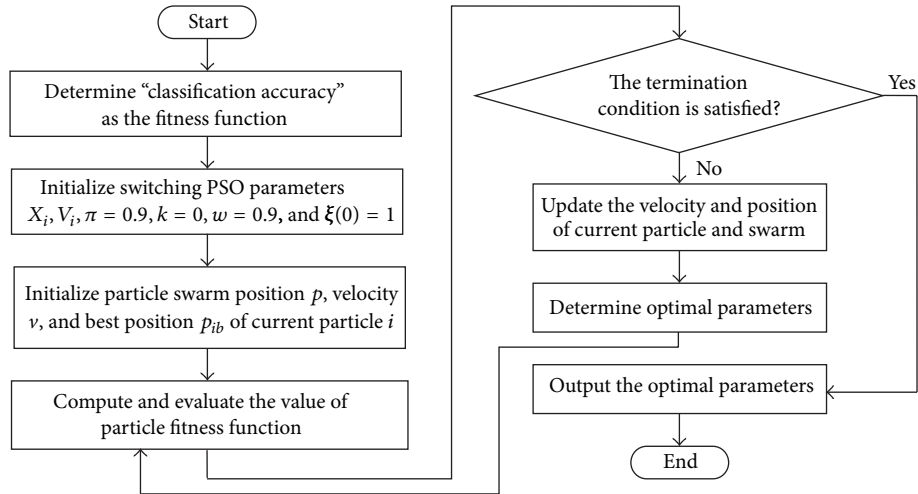 Start
Determine “classification accuracy”
as the fitness function
Initialize switching PSO parameters
X_i, V_i, π = 0.9, k = 0, w = 0.9, and ξ(0) = 1
Initialize particle swarm position p, velocity
v, and best position p_ib of current particle i
Compute and evaluate the value of
particle fitness function
The termination
condition is satisfied?
Yes
No
Update the velocity and position
of current particle and swarm
Determine optimal parameters
Output the optimal parameters
End